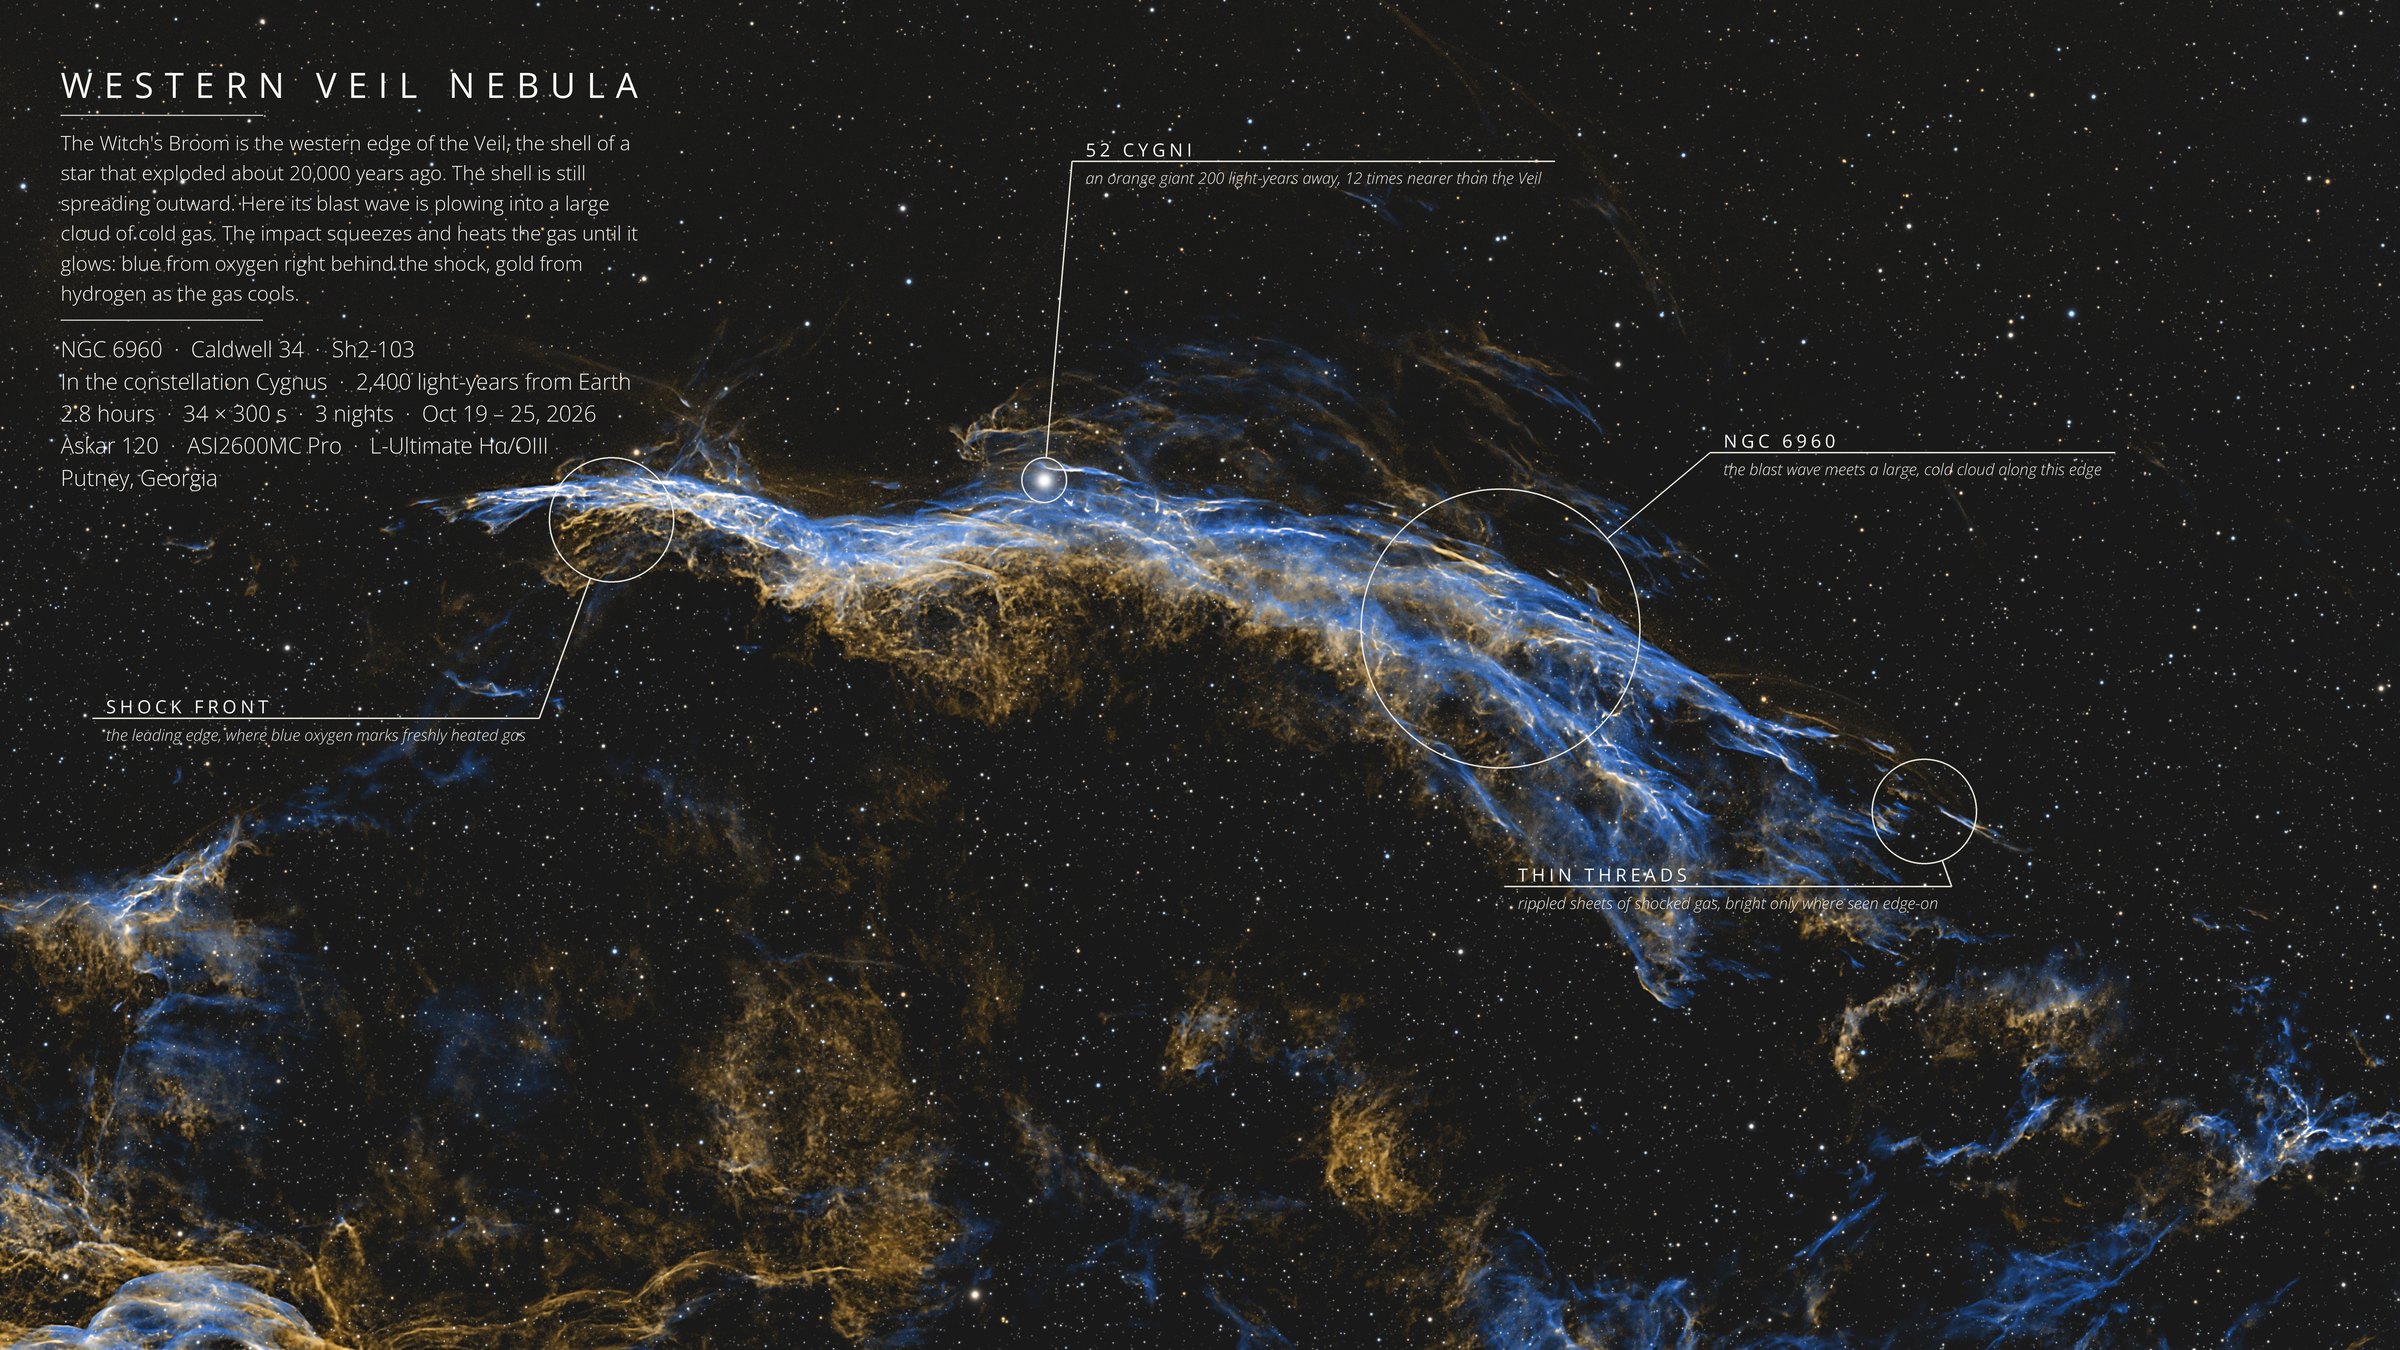 WESTERN VEIL NEBULA
The Witch's Broom is the western edge of the Veil, the shell of a
star that exploded about 20,000 years ago. The shell is still
spreading outward. Here its blast wave is plowing into a large
cloud of cold gas. The impact squeezes and heats the gas until it
glows: blue from oxygen right behind the shock, gold from
hydrogen as the gas cools.
NGC 6960 · Caldwell 34 · Sh2-103
In the constellation Cygnus · 2,400 light-years from Earth
2.8 hours · 34 × 300 s · 3 nights · Oct 19 – 25, 2026
Askar 120 · ASI2600MC Pro · L-Ultimate Hα/OIII
Putney, Georgia
52 CYGNI
an orange giant 200 light-years away, 12 times nearer than the Veil
NGC 6960
the blast wave meets a large, cold cloud along this edge
SHOCK FRONT
the leading edge, where blue oxygen marks freshly heated gas
THIN THREADS
rippled sheets of shocked gas, bright only where seen edge-on